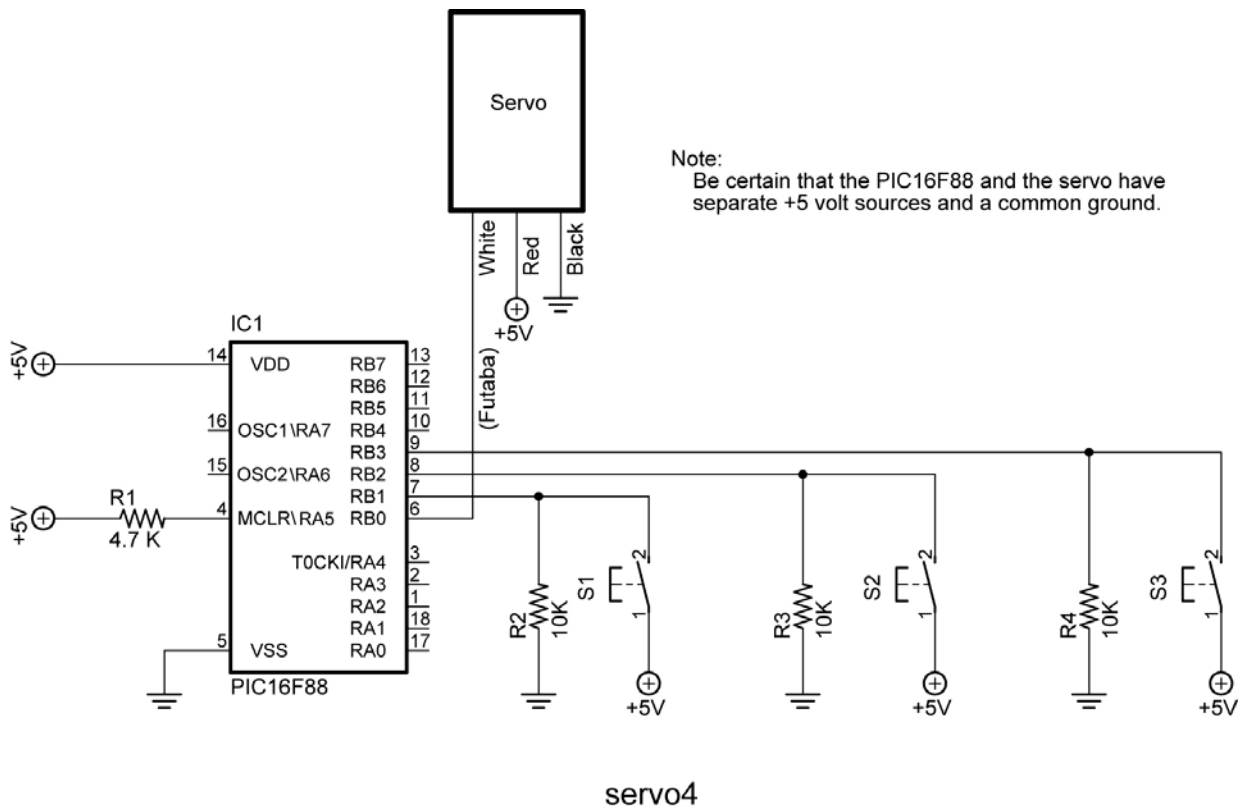 Servo
Note:
Be certain that the PIC16F88 and the servo have
separate +5 volt sources and a common ground.
White
Red
Black
+5V
(Futaba)
IC1
+5V
14
VDD
RB7
13
RB6
12
RB5
11
16
OSC1\RA7
RB4
10
RB3
9
15
OSC2\RA6
RB2
8
RB1
7
+5V
R1
4.7 K
4
MCLR\RA5
RB0
6
T0CKI/RA4
3
RA3
2
RA2
1
RA1
18
5
VSS
RA0
17
PIC16F88
R2
10K
S1
2
1
+5V
R3
10K
S2
2
1
+5V
R4
10K
S3
2
1
+5V
servo4